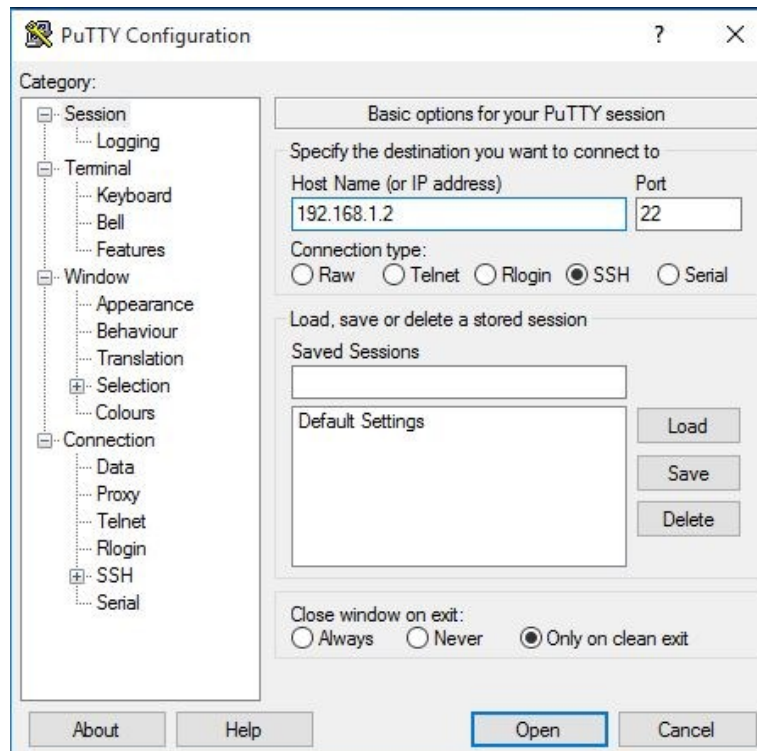 PuTTY Configuration
?
Category:
Session
Logging
Terminal
Keyboard
Bell
Features
Window
Appearance
Behaviour
Translation
Selection
Colours
Connection
Data
Proxy
Telnet
Rlogin
SSH
Serial
Basic options for your PuTTY session
Specify the destination you want to connect to
Host Name (or IP address) Port
192.168.1.2 22
Connection type:
Raw Telnet Rlogin SSH Serial
Load, save or delete a stored session
Saved Sessions
Default Settings
Load
Save
Delete
Close window on exit:
Always Never Only on clean exit
About Help Open Cancel